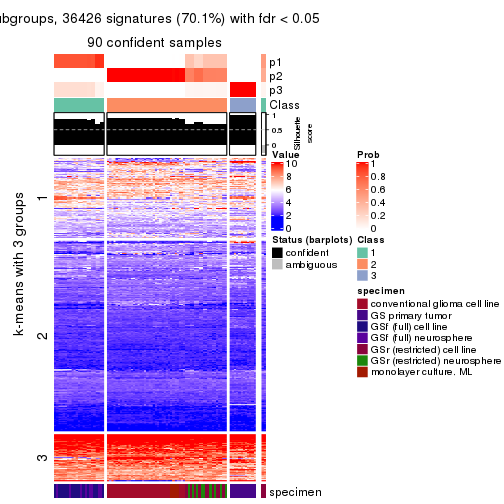 ubgroups, 36426 signatures (70.1%) with fdr < 0.05
90 confident samples
p1
p2
p3
Class
1
0.5
0
Silhouette
score
k-means with 3 groups
1
2
3
specimen
Value
10
8
6
4
2
0
Prob
1
0.8
0.6
0.4
0.2
0
Status (barplots)
confident
ambiguous
Class
1
2
3
specimen
conventional glioma cell line
GS primary tumor
GSf (full) cell line
GSf (full) neurosphere
GSr (restricted) cell line
GSr (restricted) neurosphere
monolayer culture. ML